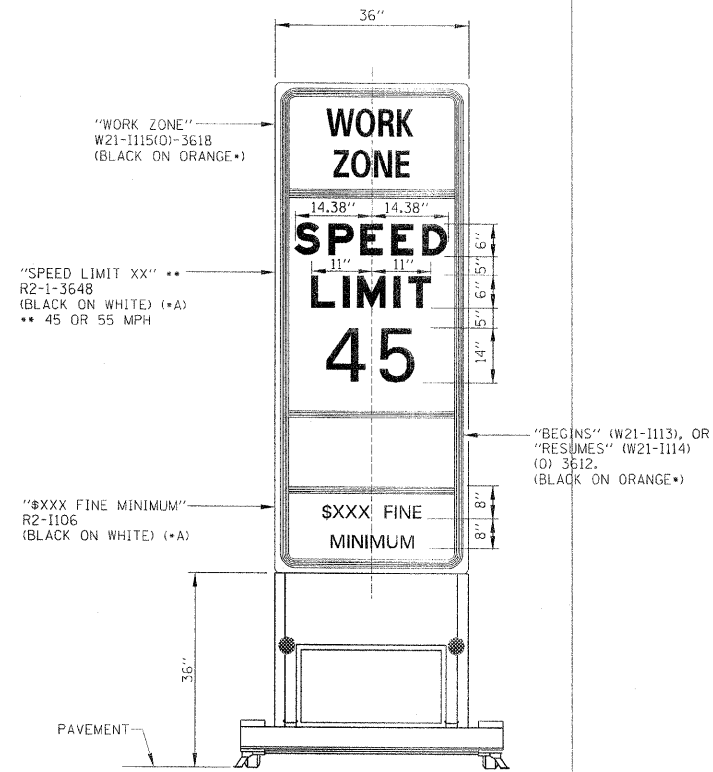 36"
"WORK ZONE"
W21-I115(O)-3618
(BLACK ON ORANGE*)
WORK
ZONE
14.38" 14.38"
SPEED
6"
5"
11" 11"
"SPEED LIMIT XX" **
R2-1-3648
(BLACK ON WHITE) (*A)
** 45 OR 55 MPH
LIMIT
6"
5"
45
14"
"BEGINS" (W21-I113), OR
"RESUMES" (W21-I114)
(O) 3612.
(BLACK ON ORANGE*)
"$XXX FINE MINIMUM"
R2-I106
(BLACK ON WHITE) (*A)
$XXX FINE
MINIMUM
8"
8"
36"
PAVEMENT